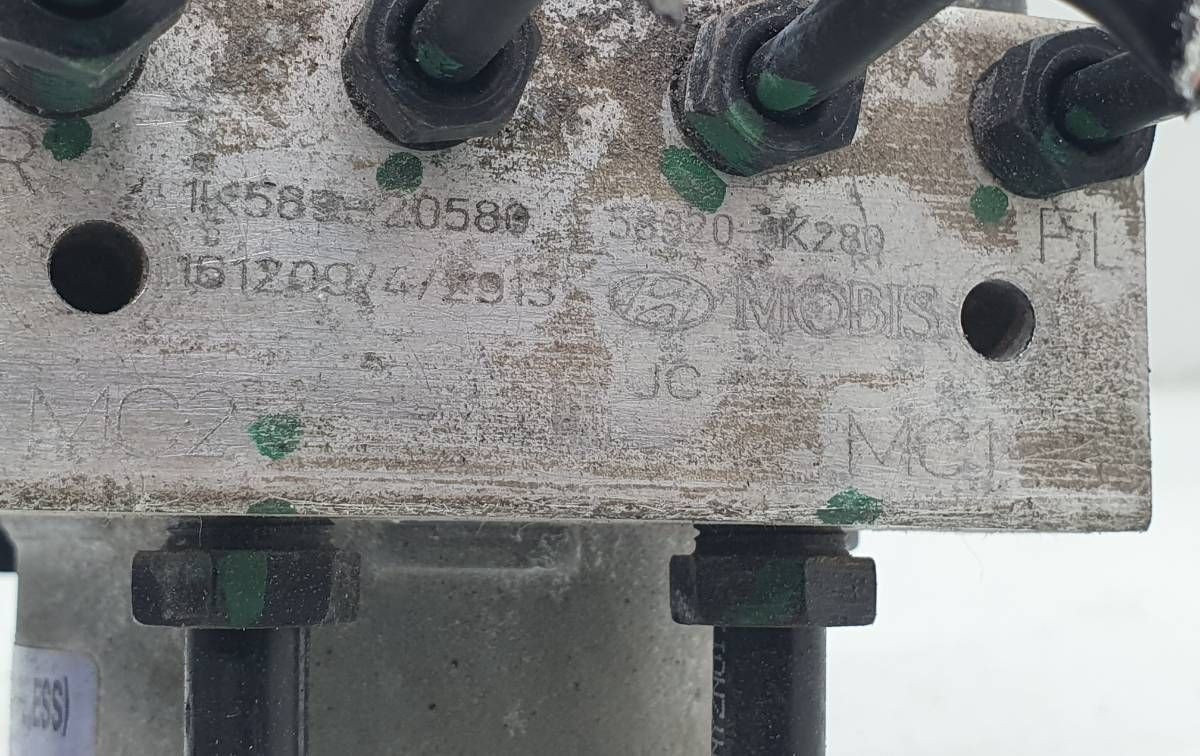 R
1K589-20580
58920-1K280
FL
161209/4/2913
MOBIS
JC
MC2
MC1
,ESS)